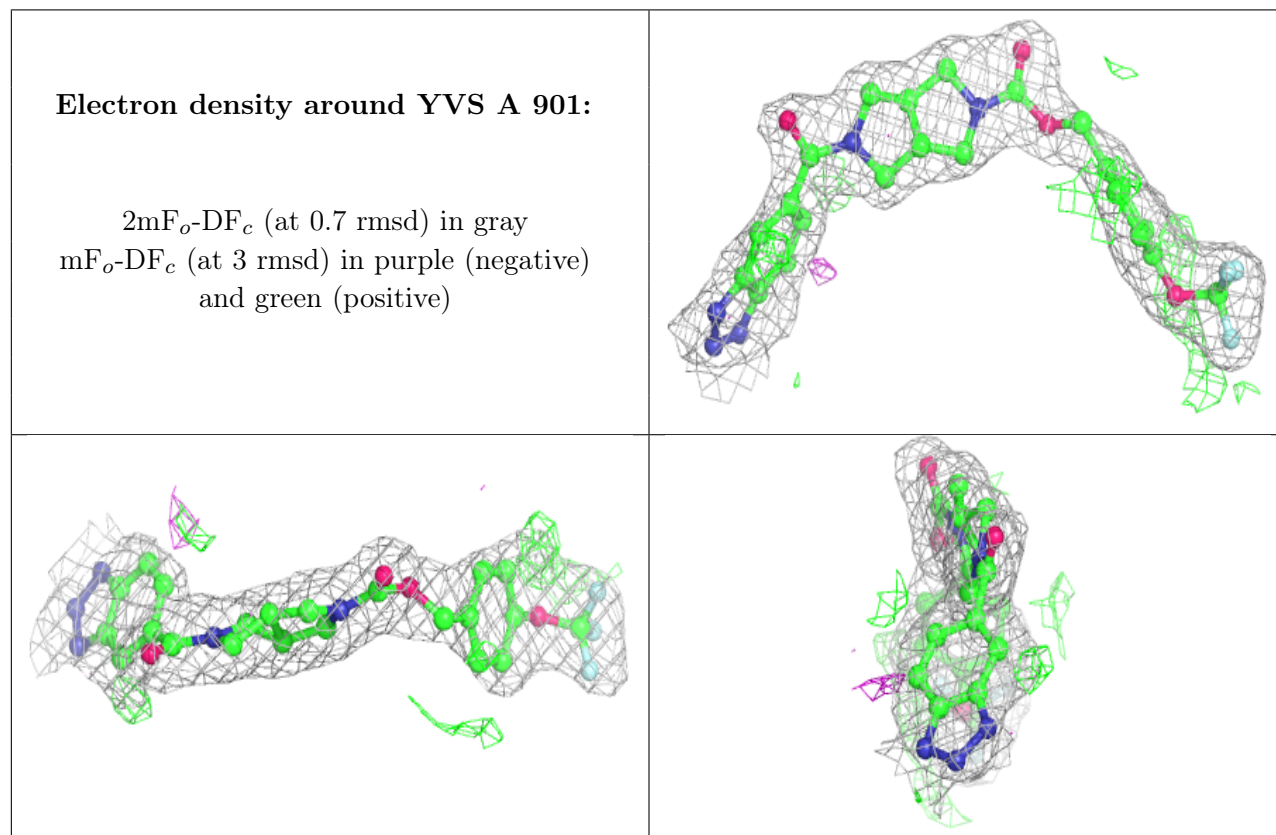 Electron density around YVS A 901:
2mFo-DFc (at 0.7 rmsd) in gray
mFo-DFc (at 3 rmsd) in purple (negative)
and green (positive)